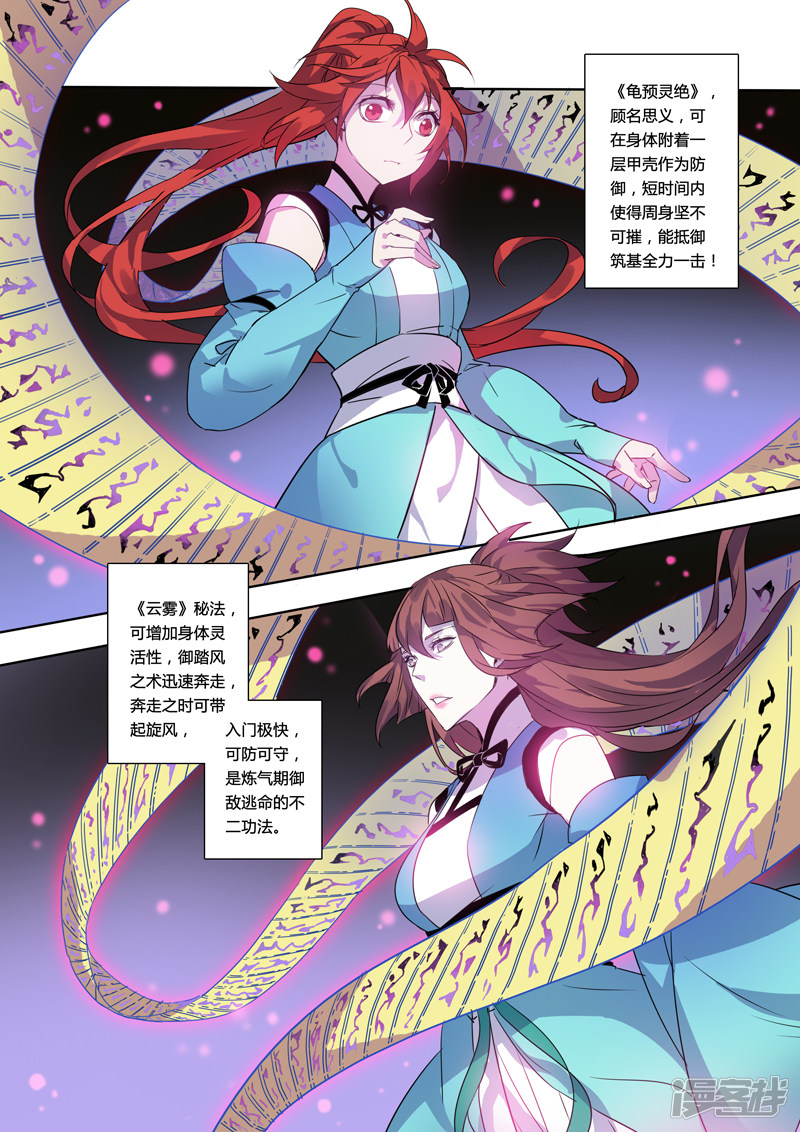 《龟预灵绝》，
顾名思义，可
在身体附着一
层甲壳作为防
御，短时间内
使得周身坚不
可摧，能抵御
筑基全力一击！
《云雾》秘法，
可增加身体灵
活性，御踏风
之术迅速奔走，
奔走之时可带
起旋风，
入门极快，
可防可守，
是炼气期御
敌逃命的不
二功法。
漫客栈